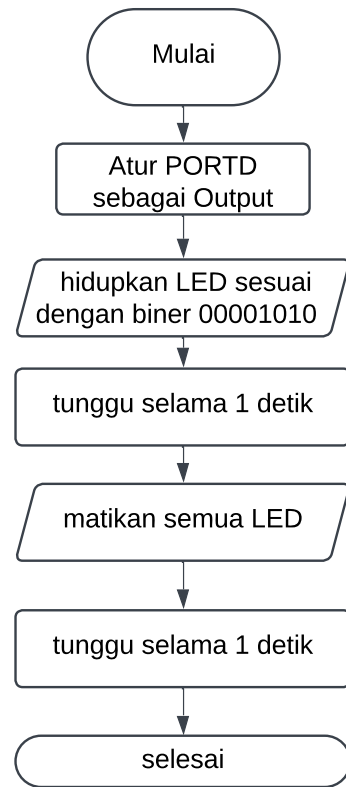 Mulai
Atur PORTD
sebagai Output
hidupkan LED sesuai
dengan biner 00001010
tunggu selama 1 detik
matikan semua LED
tunggu selama 1 detik
selesai